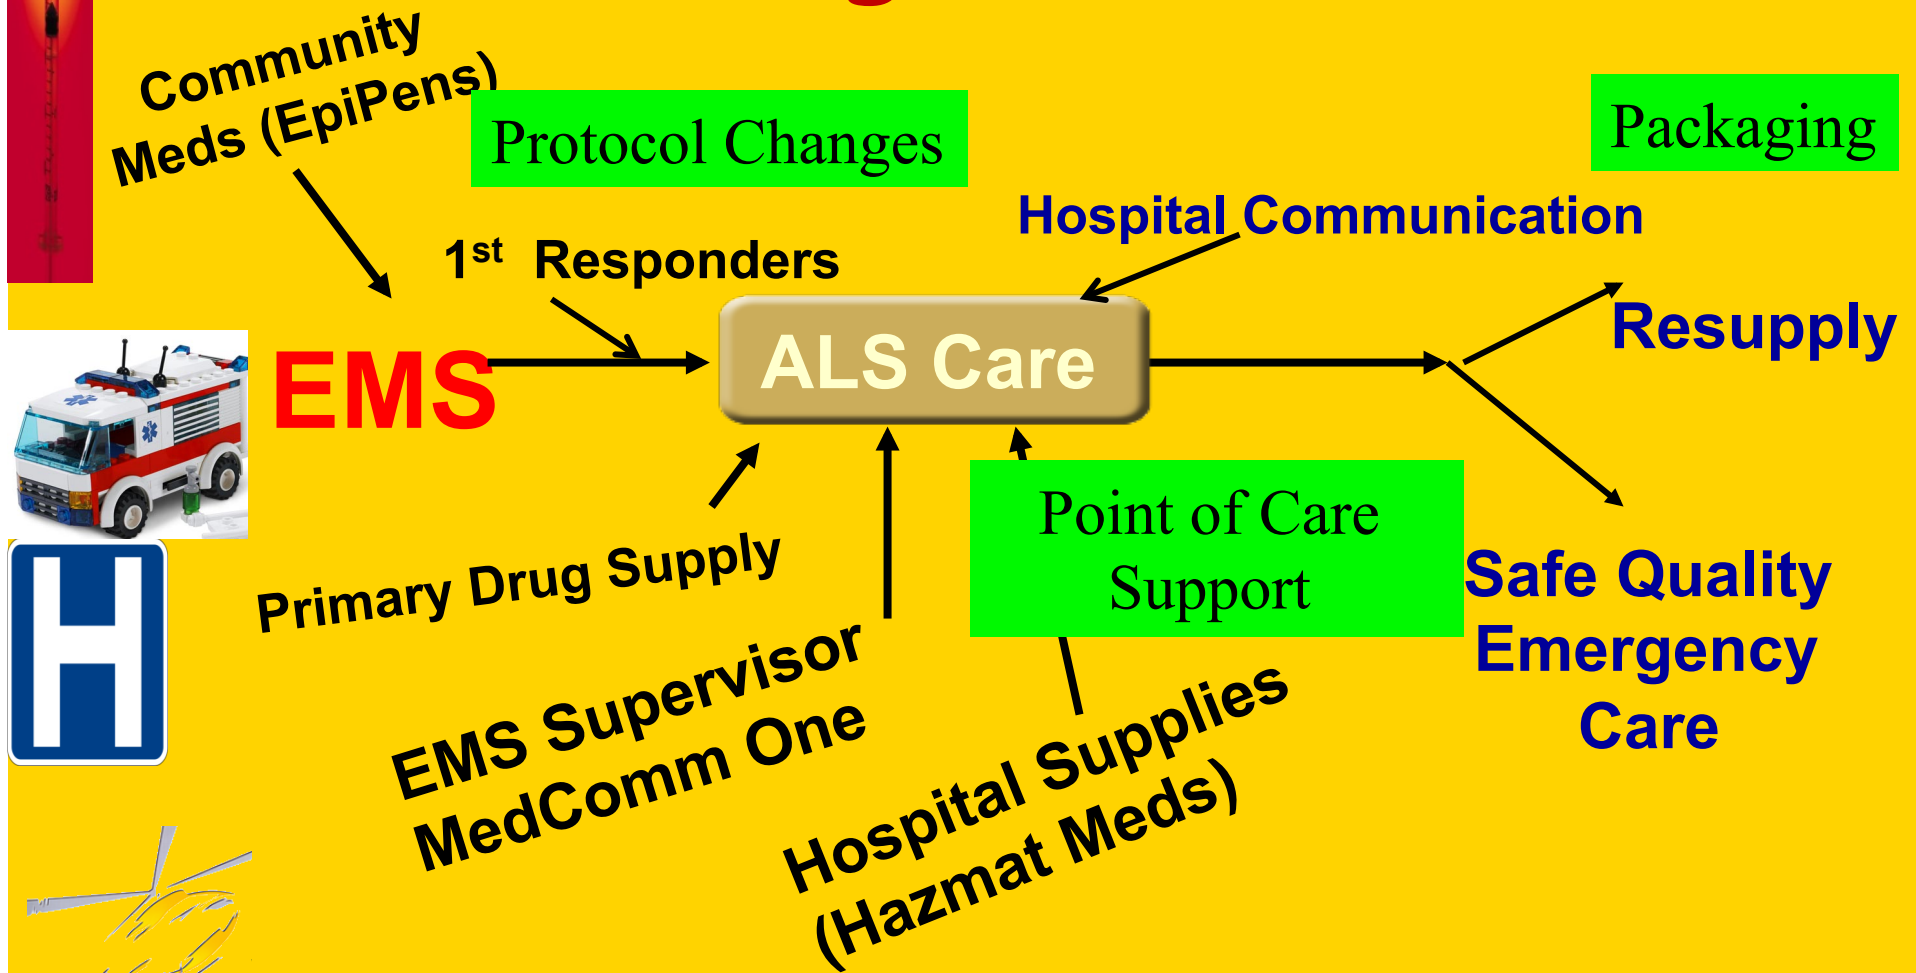 Community
Meds (EpiPens)
Protocol Changes
Packaging
Hospital Communication
1st Responders
Resupply
EMS
ALS Care
Point of Care
Support
Primary Drug Supply
Safe Quality
Emergency
Care
EMS Supervisor
MedComm One
Hospital Supplies
(Hazmat Meds)
H